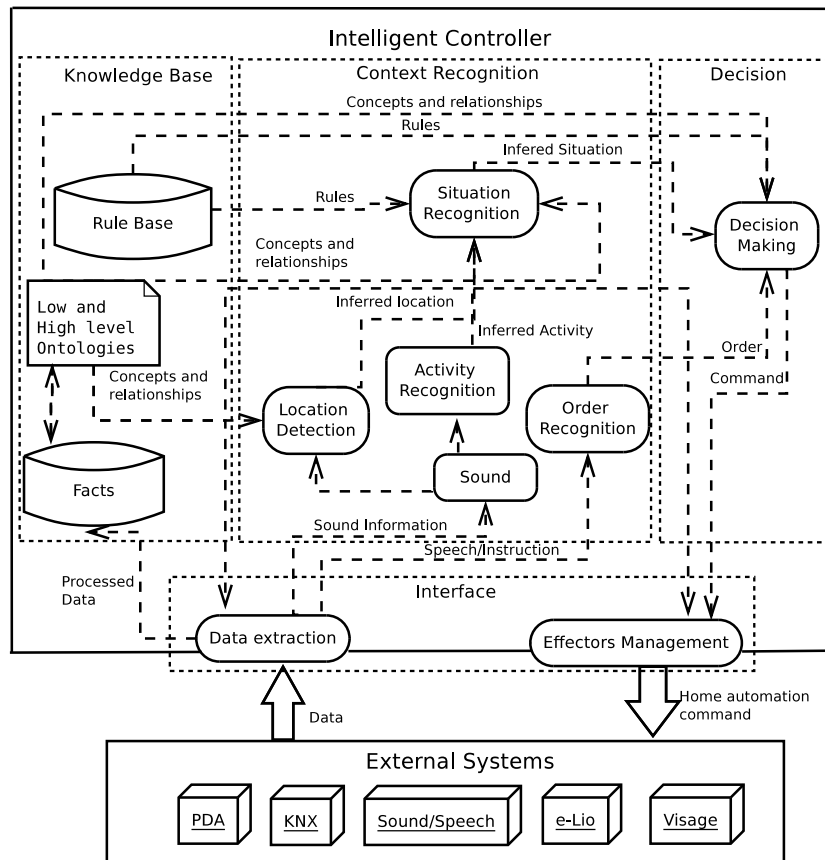 Intelligent Controller
Knowledge Base
Context Recognition
Decision
Concepts and relationships
Rules
Infered Situation
Rule Base
Rules
Situation
Recognition
Decision
Making
Concepts and
relationships
Low and
High level
Ontologies
Inferred location
Inferred Activity
Concepts and
relationships
Location
Detection
Activity
Recognition
Order
Recognition
Order
Command
Facts
Sound
Sound Information
Speech/Instruction
Processed
Data
Interface
Data extraction
Effectors Management
Data
Home automation
command
External Systems
PDA
KNX
Sound/Speech
e-Lio
Visage